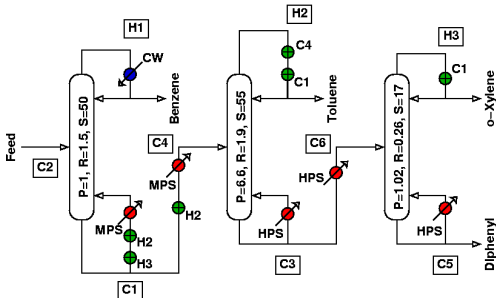 H1
CW
P=1, R=1.5, S=50
Benzene
Feed
C2
C4
MPS
MPS
H2
H2
H3
C1
H2
C4
C1
P=6.6, R=1.9, S=55
Toluene
C6
HPS
HPS
C3
H3
C1
P=1.02, R=0.26, S=17
o-Xylene
HPS
C5
Diphenyl